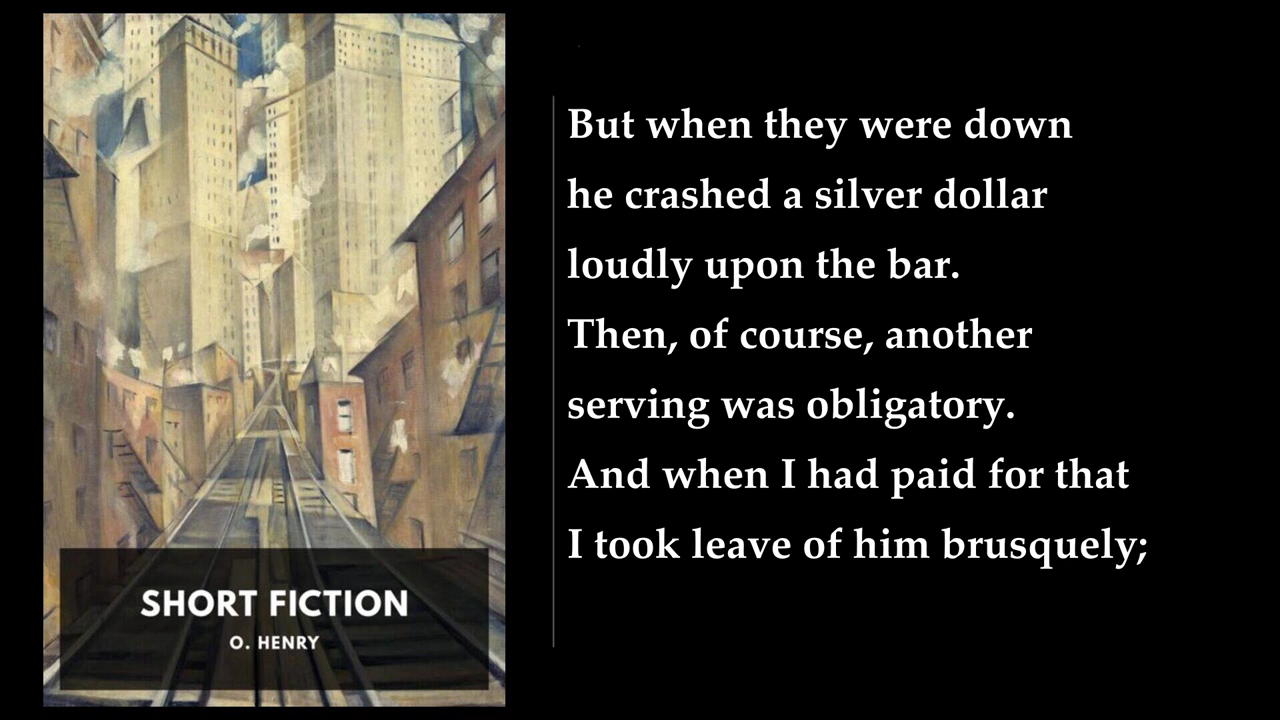 But when they were down
he crashed a silver dollar
loudly upon the bar.
Then, of course, another
serving was obligatory.
And when I had paid for that
I took leave of him brusquely;
SHORT FICTION
O. HENRY